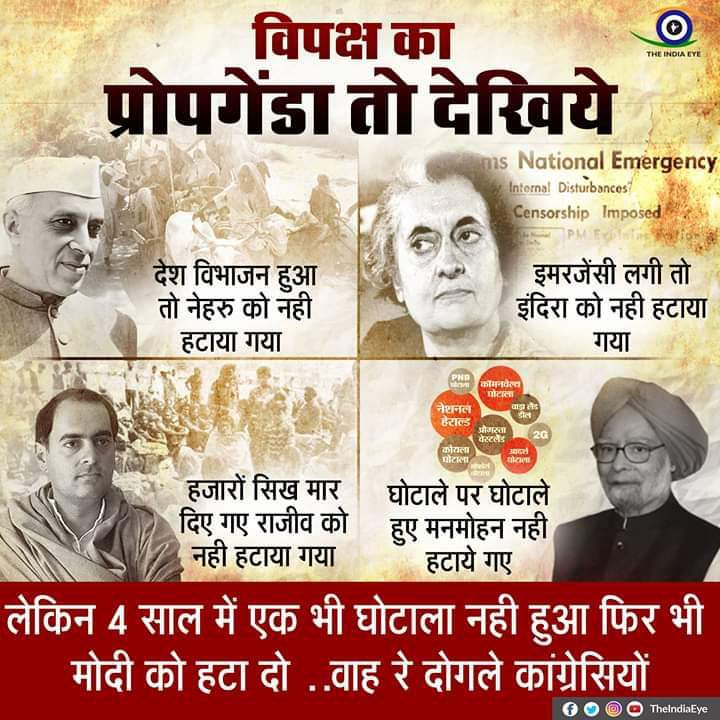 विपक्ष का
प्रोपगेंडा तो देखिये
THE INDIA EYE
ms National Emergency
Internal Disturbances
Censorship Imposed
देश विभाजन हुआ
तो नेहरु को नही
हटाया गया
इमरजेंसी लगी तो
इंदिरा को नही हटाया
गया
हजारों सिख मार
दिए गए राजीव को
नही हटाया गया
PNB
घोटाला
कॉमनवेल्थ
घोटाला
नेशनल
हेराल्ड
वाड्रा लैंड
डील
2G
कोयला
घोटाला
आदर्श
घोटाला
घोटाले पर घोटाले
हुए मनमोहन नही
हटाये गए
लेकिन 4 साल में एक भी घोटाला नही हुआ फिर भी
मोदी को हटा दो ..वाह रे दोगले कांग्रेसियों
TheIndiaEye